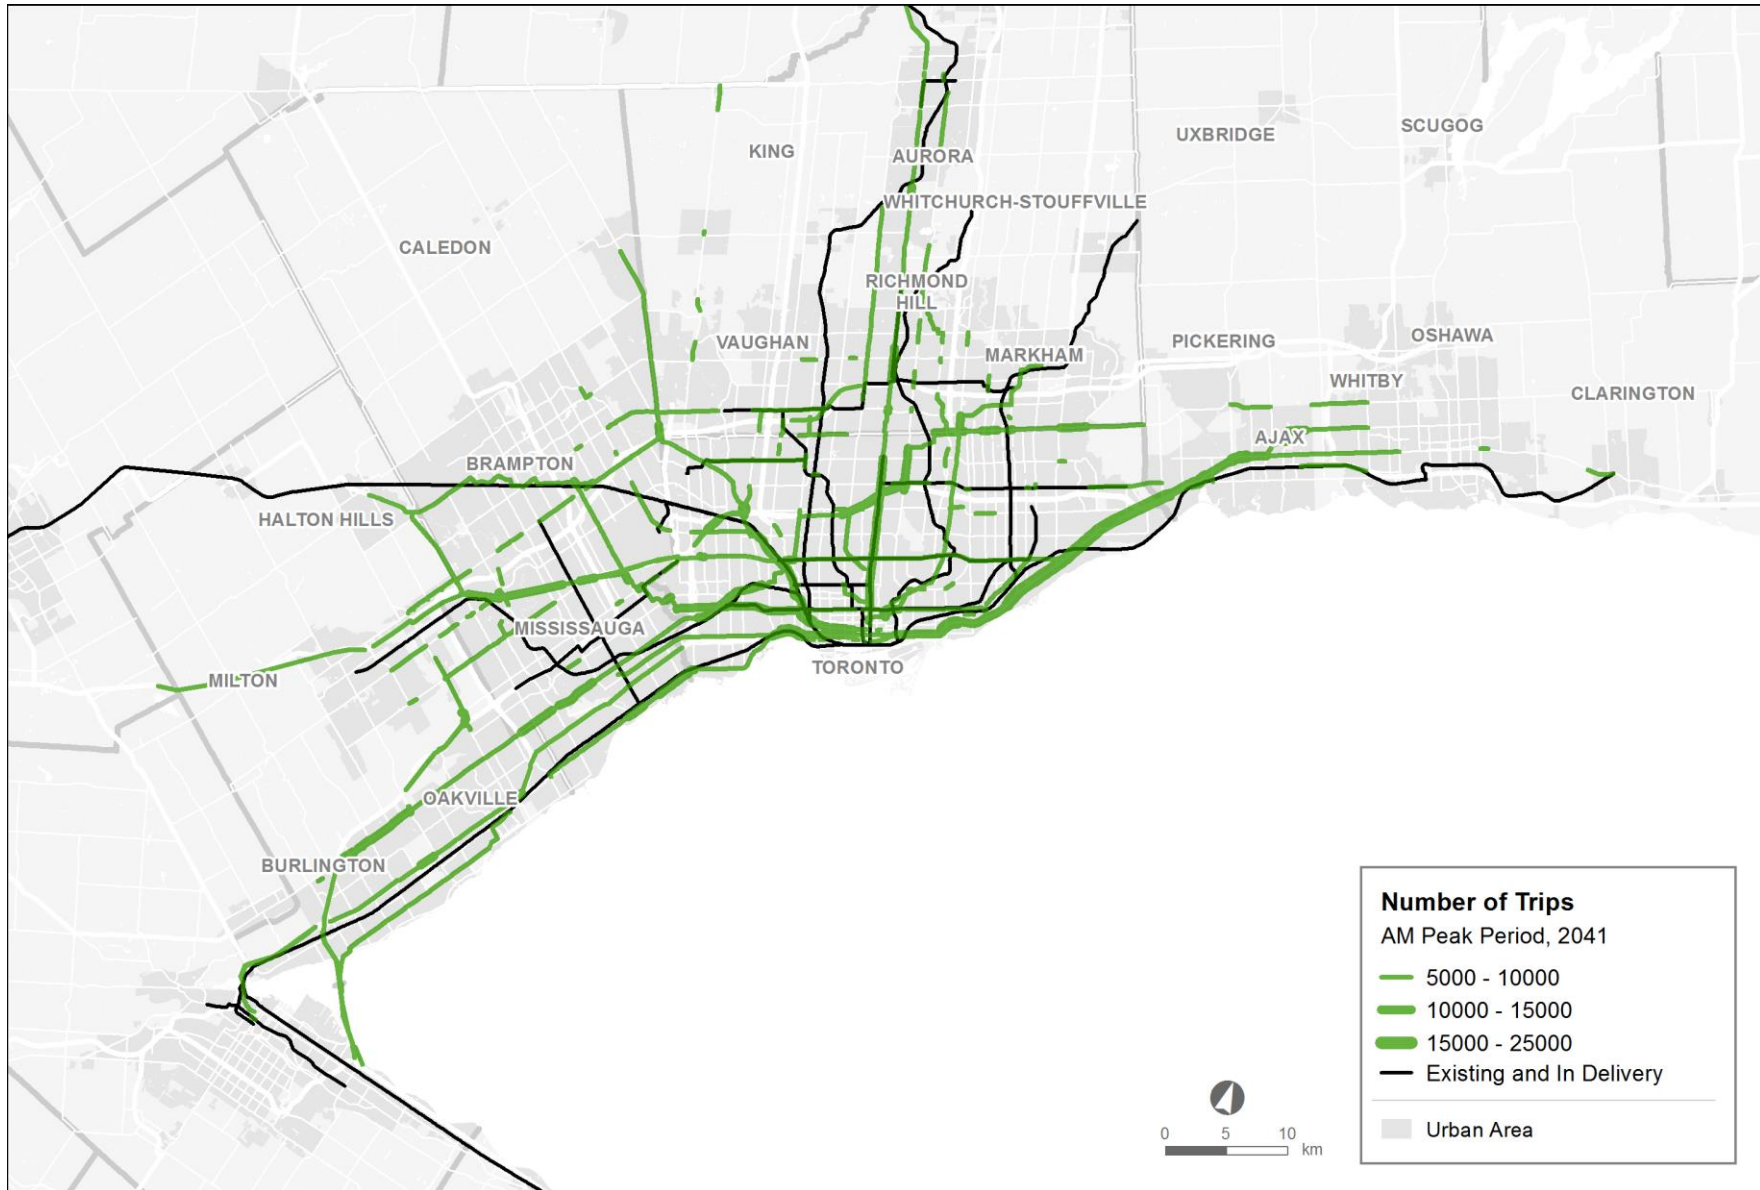 UXBRIDGE
SCUGOG
KING
AURORA
WHITCHURCH-STOUFFVILLE
CALEDON
RICHMOND
HILL
VAUGHAN
MARKHAM
PICKERING
OSHAWA
WHITBY
CLARINGTON
AJAX
BRAMPTON
HALTON HILLS
MISSISSAUGA
TORONTO
MILTON
OAKVILLE
BURLINGTON
Number of Trips
AM Peak Period, 2041
5000 - 10000
10000 - 15000
15000 - 25000
Existing and In Delivery
Urban Area
0 5 10
km